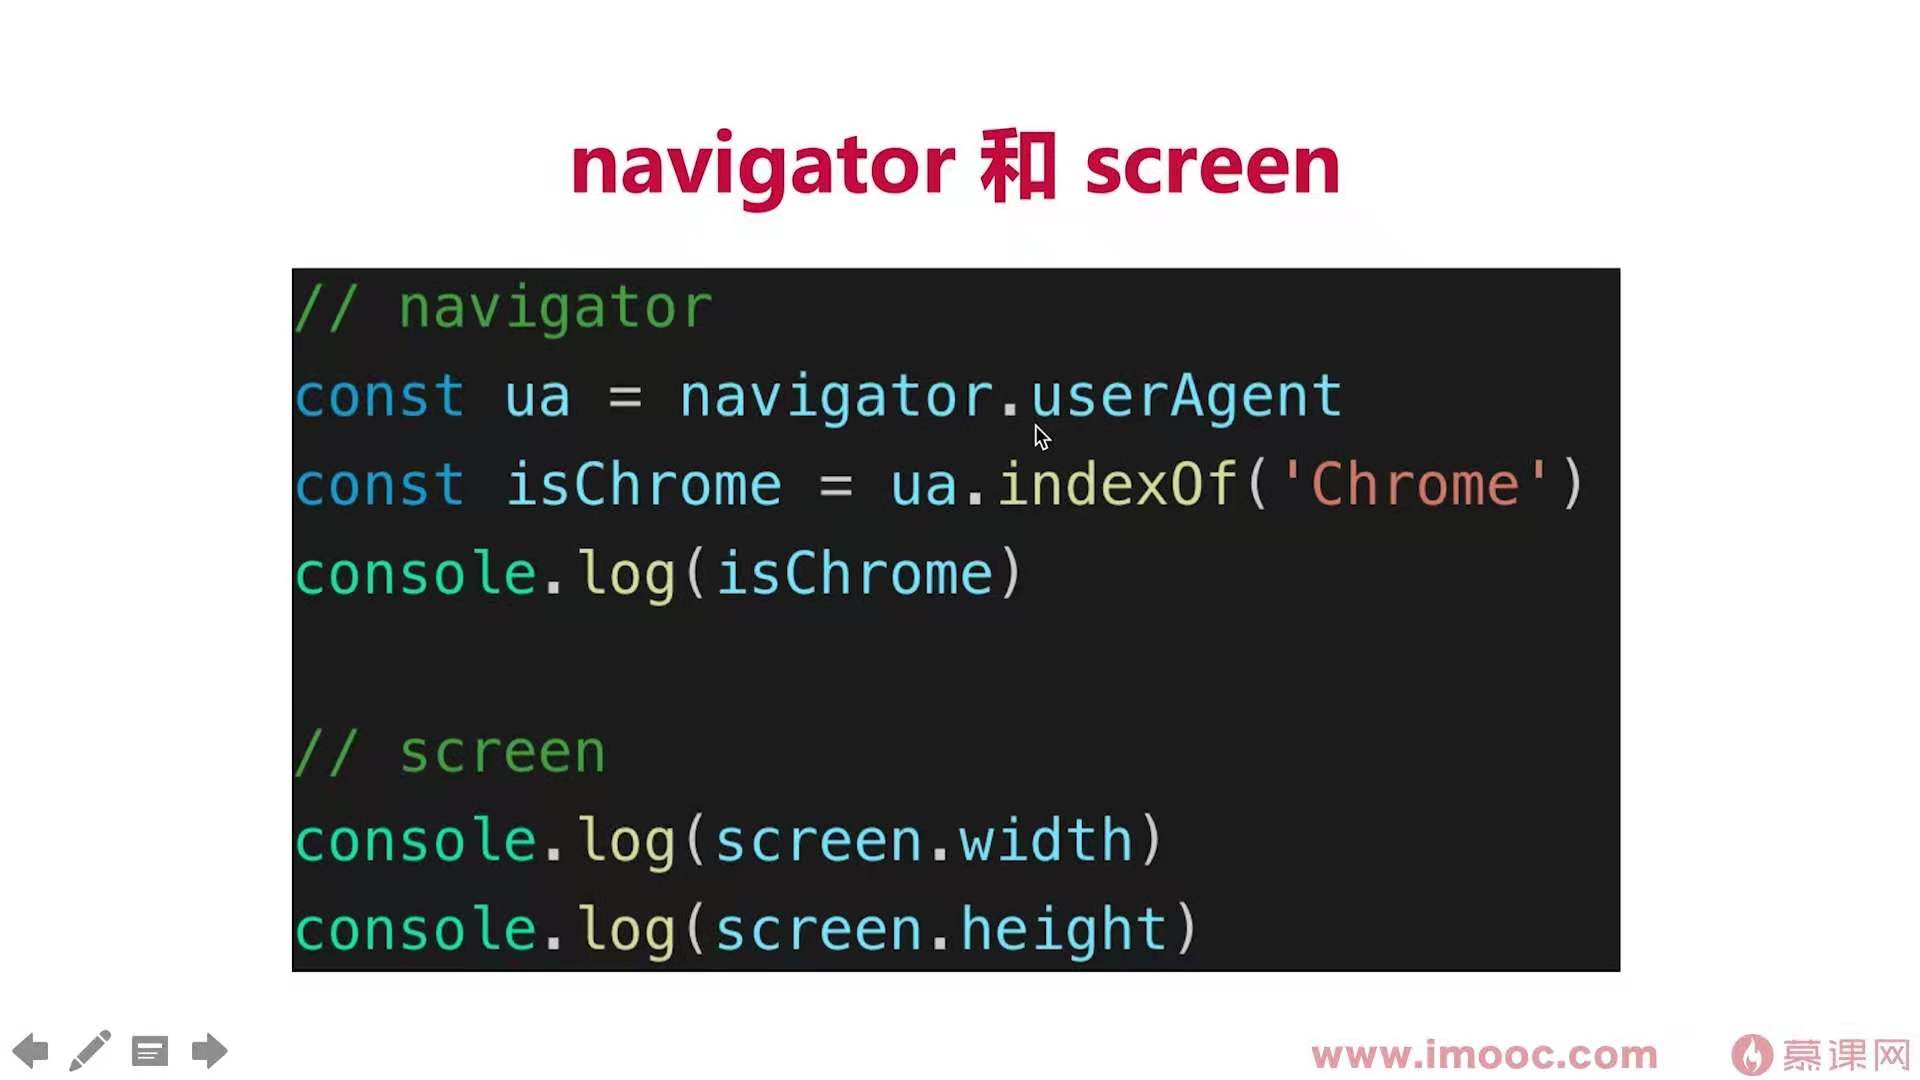 navigator 和 screen
// navigator
const ua = navigator.userAgent
const isChrome = ua.indexOf('Chrome')
console.log(isChrome)
// screen
console.log(screen.width)
console.log(screen.height)
www.imooc.com 慕课网